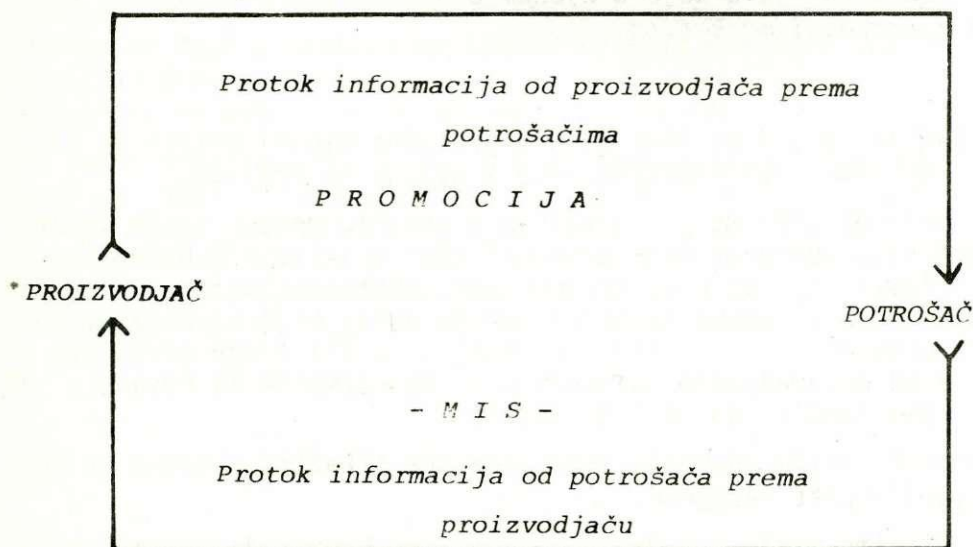 Protok informacija od proizvodjača prema
potrošačima
P R O M O C I J A
PROIZVODJAČ
POTROŠAČ
- M I S -
Protok informacija od potrošača prema
proizvodjaču